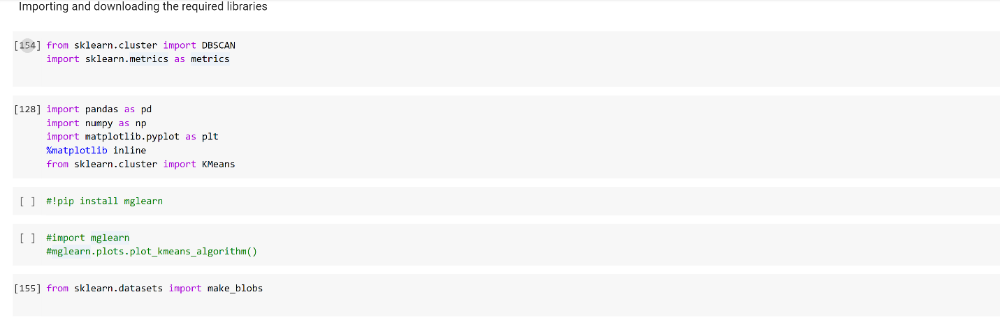 Importing and downloading the required libraries
[154] from sklearn.cluster import DBSCAN
import sklearn.metrics as metrics
[128] import pandas as pd
import numpy as np
import matplotlib.pyplot as plt
%matplotlib inline
from sklearn.cluster import KMeans
[ ] #!pip install mglearn
[ ] #import mglearn
#mglearn.plots.plot_kmeans_algorithm()
[155] from sklearn.datasets import make_blobs